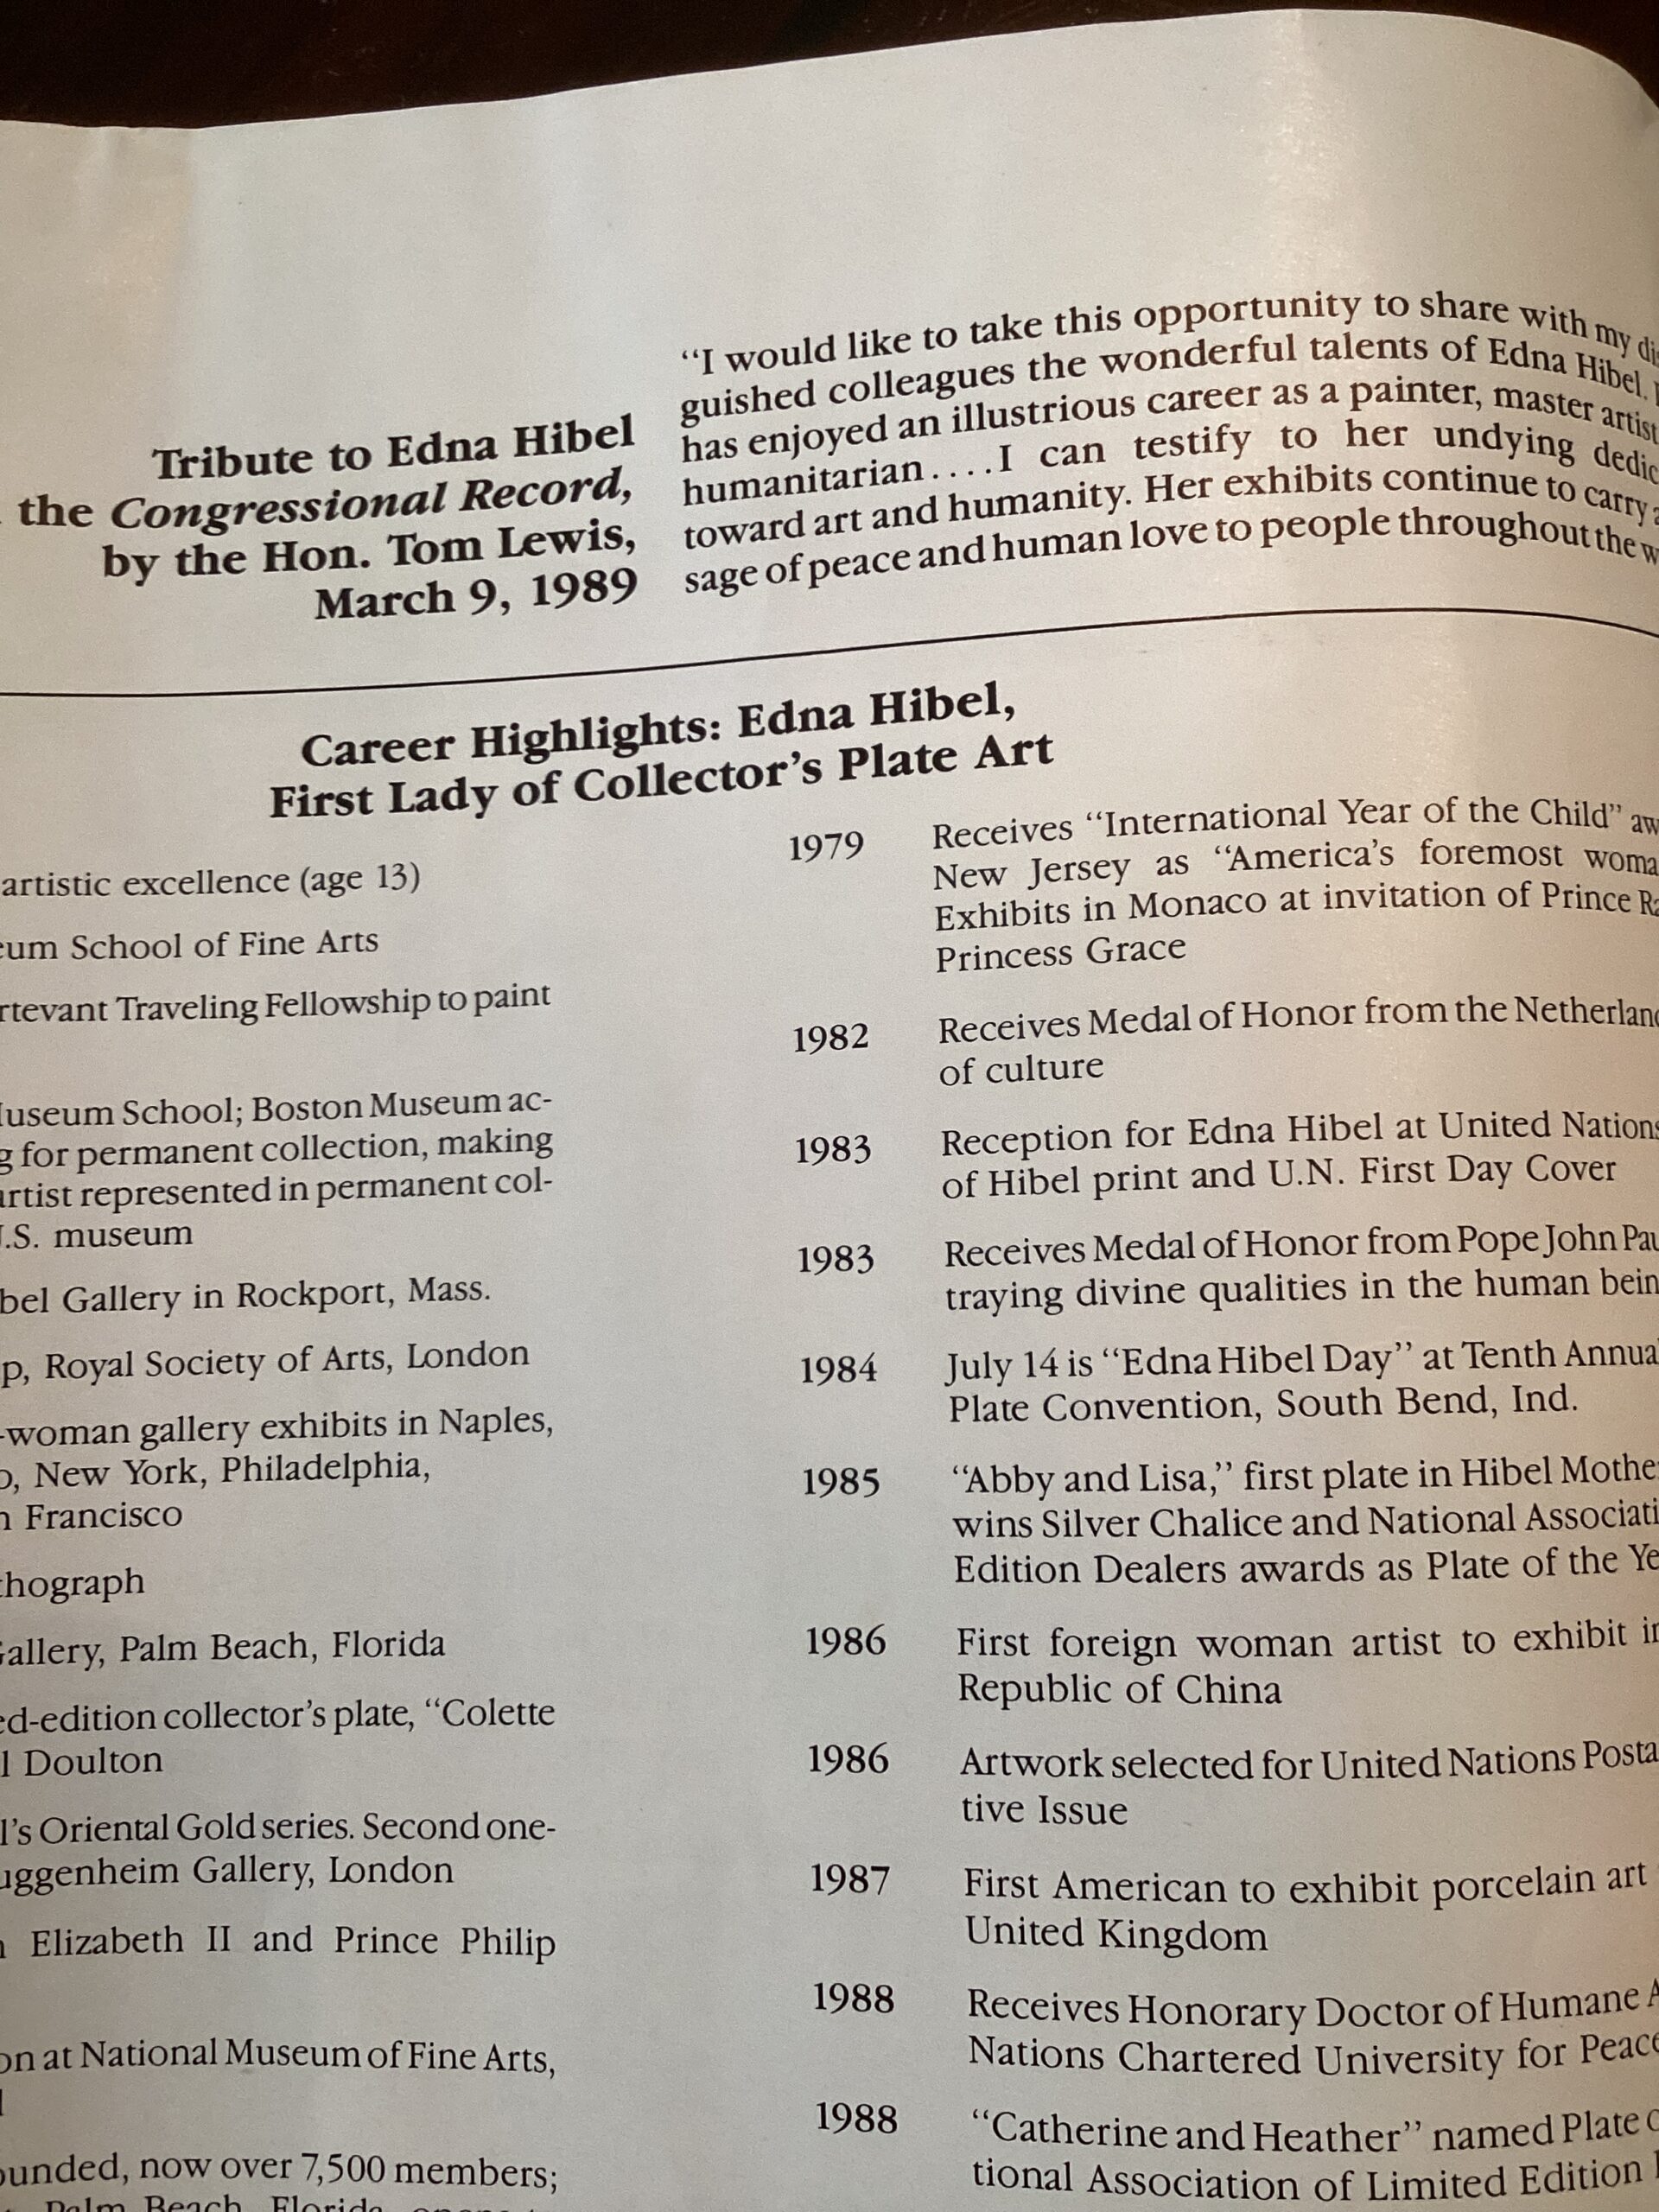 Tribute to Edna Hibel
the Congressional Record,
by the Hon. Tom Lewis,
March 9, 1989
“I would like to take this opportunity to share with my
guished colleagues the wonderful talents of Edna Hibel.
has enjoyed an illustrious career as a painter, master artist
humanitarian....I can testify to her undying
toward art and humanity. Her exhibits continue to carry
sage of peace and human love to people throughout the
Career Highlights: Edna Hibel,
First Lady of Collector’s Plate Art
artistic excellence (age 13)
School of Fine Arts
Traveling Fellowship to paint
Museum School; Boston Museum ac-
for permanent collection, making
artist represented in permanent col-
U.S. museum
Gallery in Rockport, Mass.
Royal Society of Arts, London
-woman gallery exhibits in Naples,
New York, Philadelphia,
Francisco
Gallery, Palm Beach, Florida
-edition collector’s plate, “Colette
Doulton
Oriental Gold series. Second one-
Gallery, London
Elizabeth II and Prince Philip
at National Museum of Fine Arts,
now over 7,500 members;
Palm Beach, Florida,
1979 Receives “International Year of the Child”
New Jersey as “America’s foremost
Exhibits in Monaco at invitation of Prince
Princess Grace
1982 Receives Medal of Honor from the
of culture
1983 Reception for Edna Hibel at United Nations
of Hibel print and U.N. First Day Cover
1983 Receives Medal of Honor from Pope John
traying divine qualities in the human
1984 July 14 is “Edna Hibel Day” at Tenth
Plate Convention, South Bend, Ind.
1985 “Abby and Lisa,” first plate in Hibel
wins Silver Chalice and National
Edition Dealers awards as Plate of the
1986 First foreign woman artist to exhibit
Republic of China
1986 Artwork selected for United Nations
tive Issue
1987 First American to exhibit porcelain art
United Kingdom
1988 Receives Honorary Doctor of Humane
Nations Chartered University for Peace
1988 “Catherine and Heather” named Plate
tional Association of Limited Edition